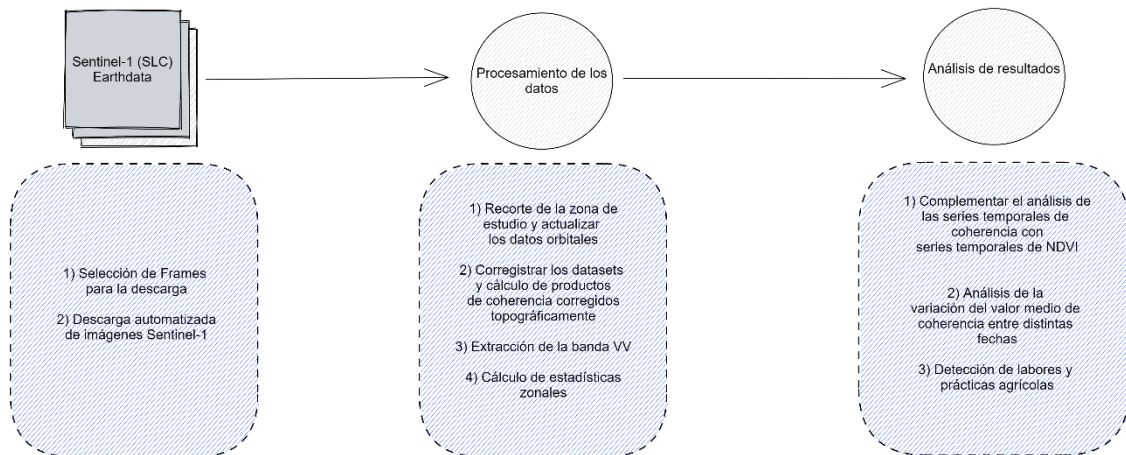 Sentinel-1 (SLC)
Earthdata
Procesamiento de los
datos
Análisis de resultados
1) Selección de Frames
para la descarga
2) Descarga automatizada
de imágenes Sentinel-1
1) Recorte de la zona de
estudio y actualizar
los datos orbitales
2) Corregistrar los datasets
y cálculo de productos
de coherencia corregidos
topográficamente
3) Extracción de la banda VV
4) Cálculo de estadísticas
zonales
1) Complementar el análisis de
las series temporales de
coherencia con
series temporales de NDVI
2) Análisis de la
variación del valor medio de
coherencia entre distintas
fechas
3) Detección de labores y
prácticas agrícolas